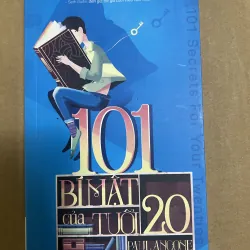 101
BÍ MẬT
của TUỔI 20
PAUL ANGONE
101 Secrets For Your Twenties